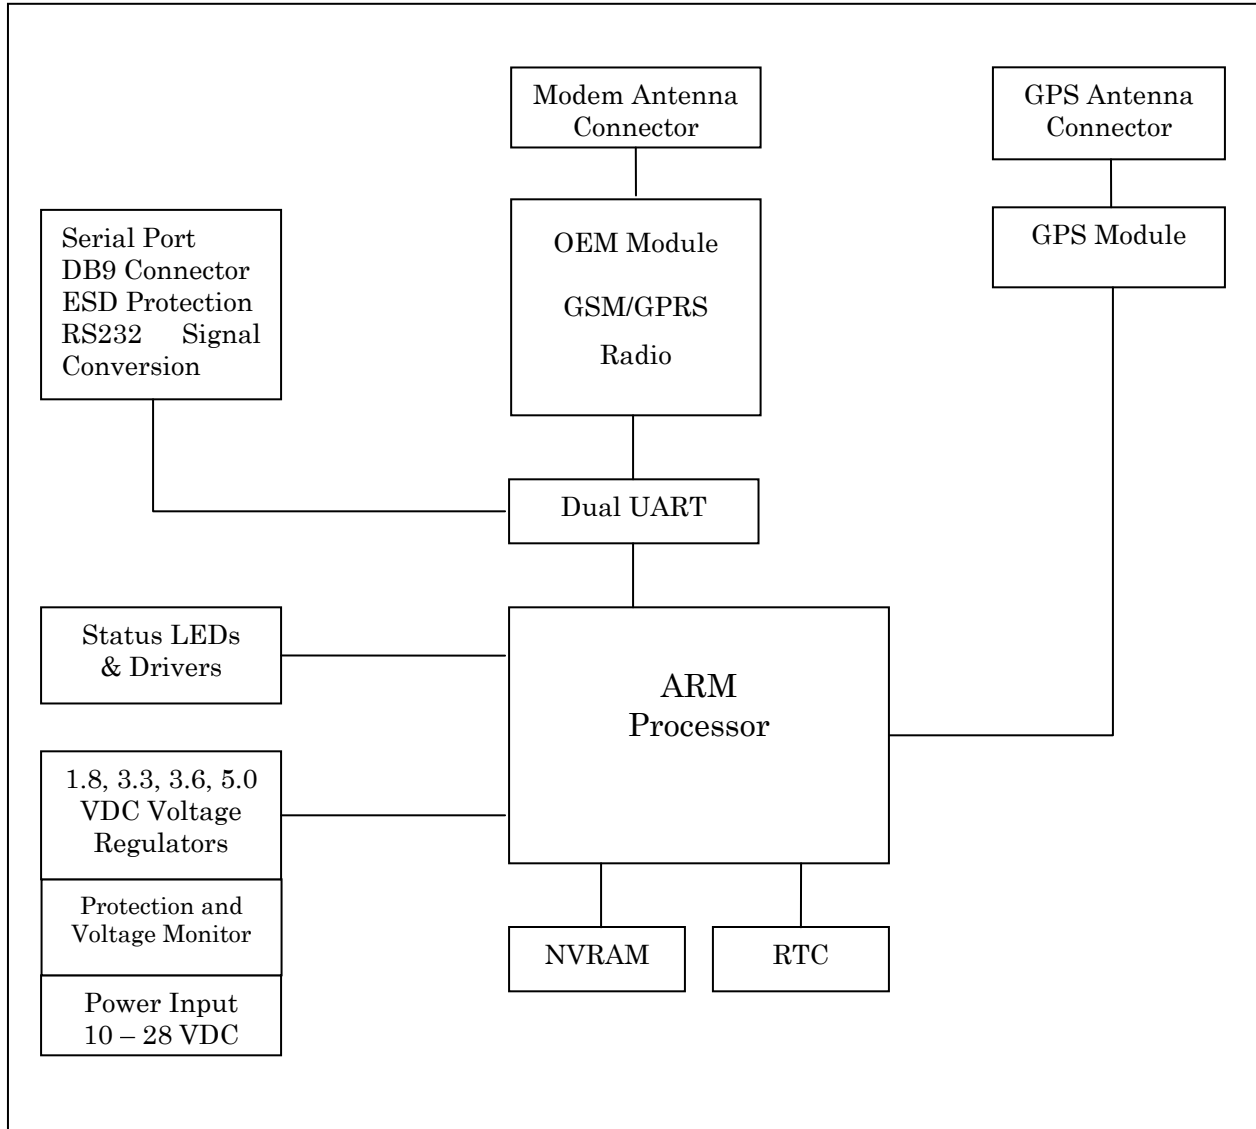 Modem Antenna
Connector
GPS Antenna
Connector
Serial Port
DB9 Connector
ESD Protection
RS232 Signal
Conversion
OEM Module
GSM/GPRS
Radio
GPS Module
Dual UART
Status LEDs
& Drivers
ARM
Processor
1.8, 3.3, 3.6, 5.0
VDC Voltage
Regulators
Protection and
Voltage Monitor
Power Input
10 – 28 VDC
NVRAM
RTC